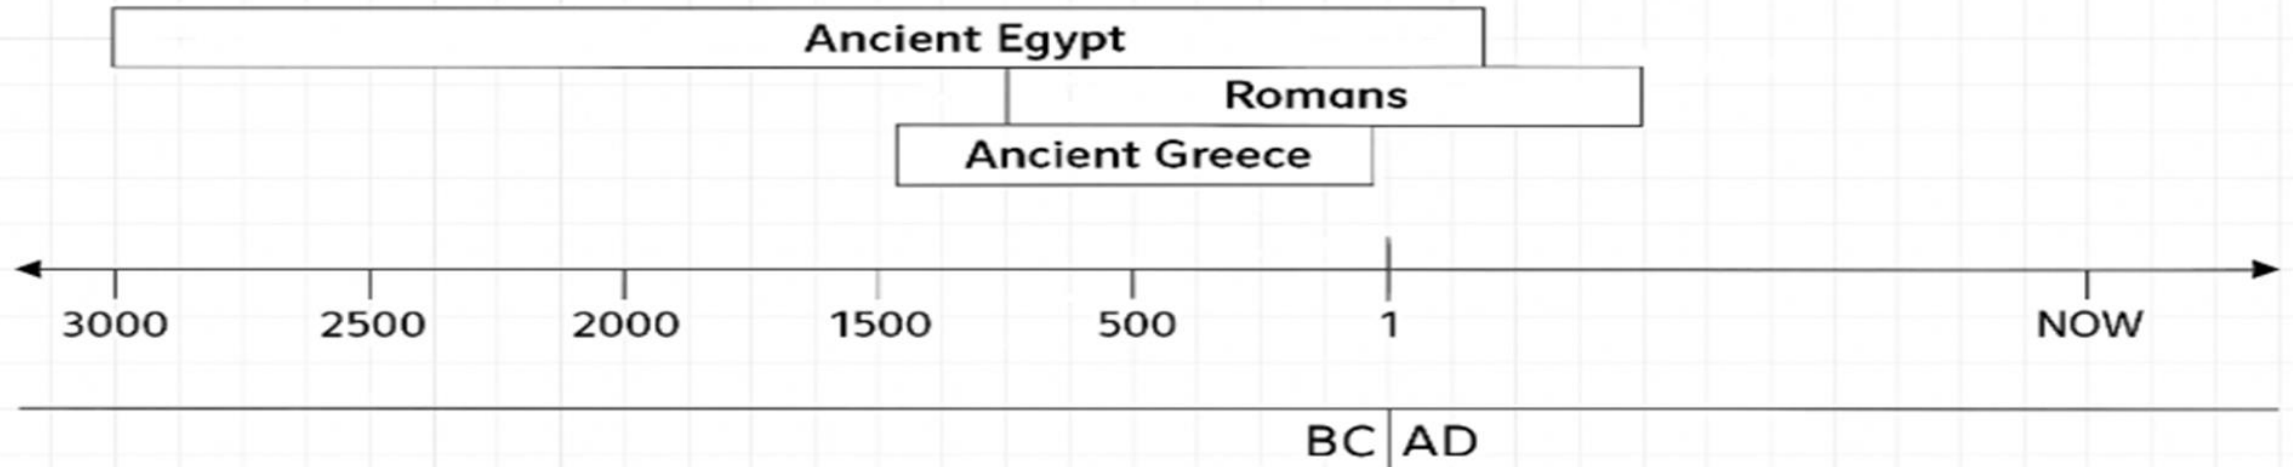 Ancient Egypt
Romans
Ancient Greece
3000 2500 2000 1500 500 1 NOW
BC AD